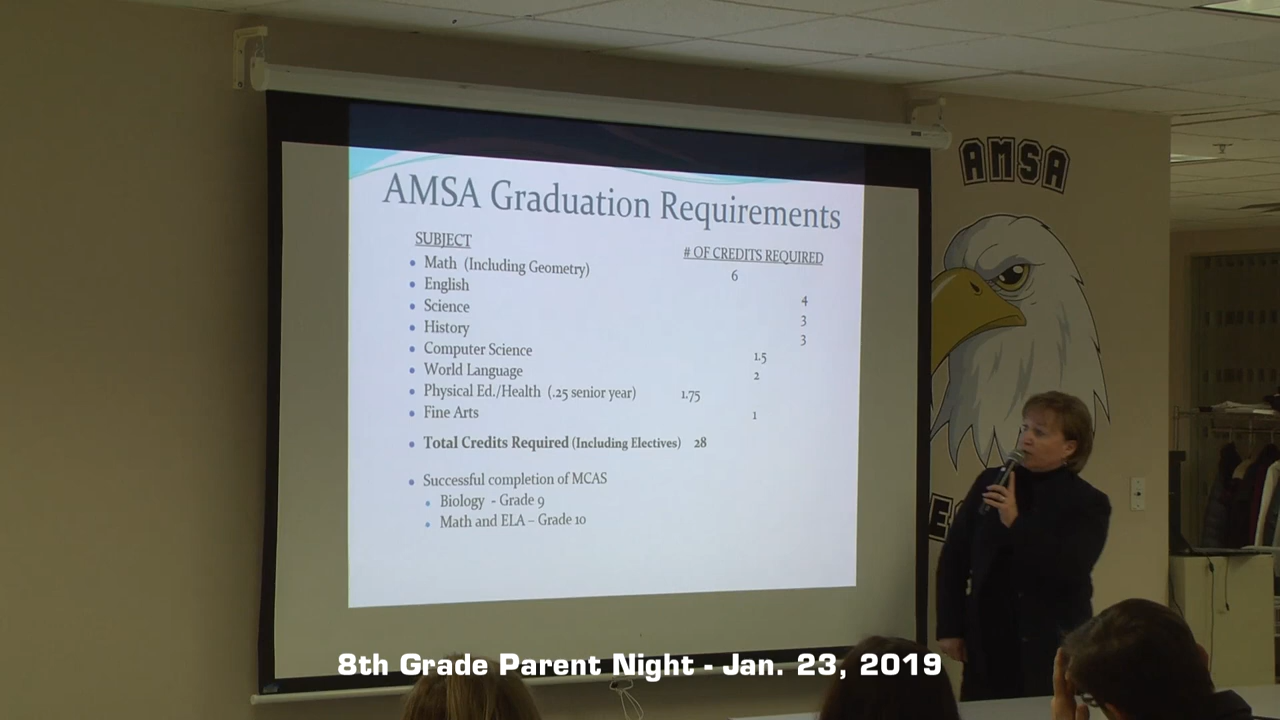 AMSA
AMSA Graduation Requirements
SUBJECT # OF CREDITS REQUIRED
• Math (Including Geometry) 6
• English 4
• Science 3
• History 3
• Computer Science 1.5
• World Language 2
• Physical Ed./Health (.25 senior year) 1.75
• Fine Arts 1
• Total Credits Required (Including Electives) 28
• Successful completion of MCAS
• Biology - Grade 9
• Math and ELA – Grade 10
8th Grade Parent Night - Jan. 23, 2019